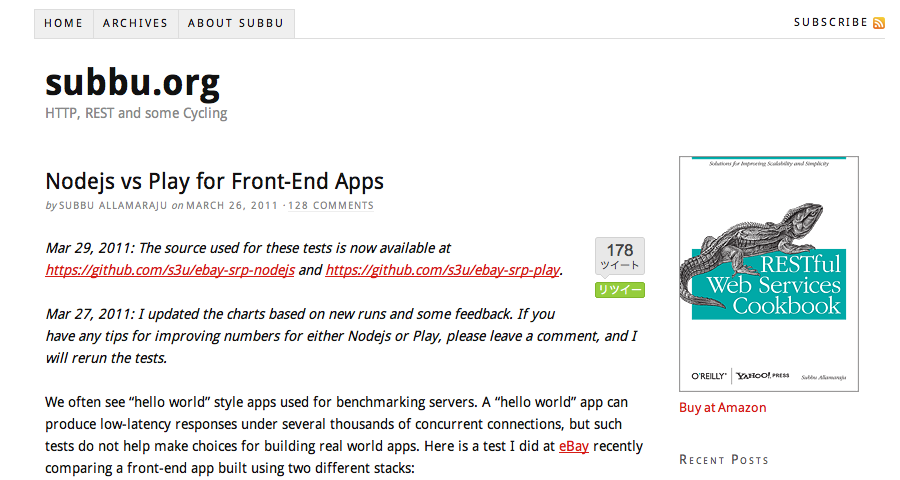 HOME ARCHIVES ABOUT SUBBU SUBSCRIBE
subbu.org
HTTP, REST and some Cycling
Nodejs vs Play for Front-End Apps
by SUBBU ALLAMARAJU on MARCH 26, 2011 · 128 COMMENTS
Mar 29, 2011: The source used for these tests is now available at
https://github.com/s3u/ebay-srp-nodejs and https://github.com/s3u/ebay-srp-play.
178
ツイート
リツイー
Mar 27, 2011: I updated the charts based on new runs and some feedback. If you
have any tips for improving numbers for either Nodejs or Play, please leave a comment, and I
will rerun the tests.
We often see “hello world” style apps used for benchmarking servers. A “hello world” app can
produce low-latency responses under several thousands of concurrent connections, but such
tests do not help make choices for building real world apps. Here is a test I did at eBay recently
comparing a front-end app built using two different stacks:
Solutions for Improving Scalability and Simplicity
RESTful
Web Services
Cookbook
O'REILLY® YAHOO! PRESS Subbu Allamaraju
Buy at Amazon
RECENT POSTS